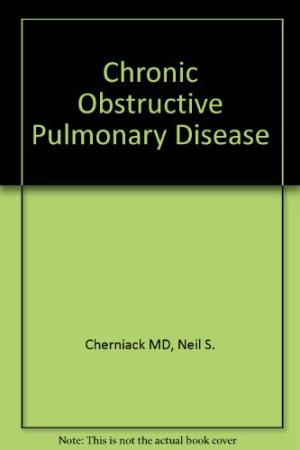 Chronic
Obstructive
Pulmonary Disease
Cherniack MD, Neil S.
Note: This is not the actual book cover